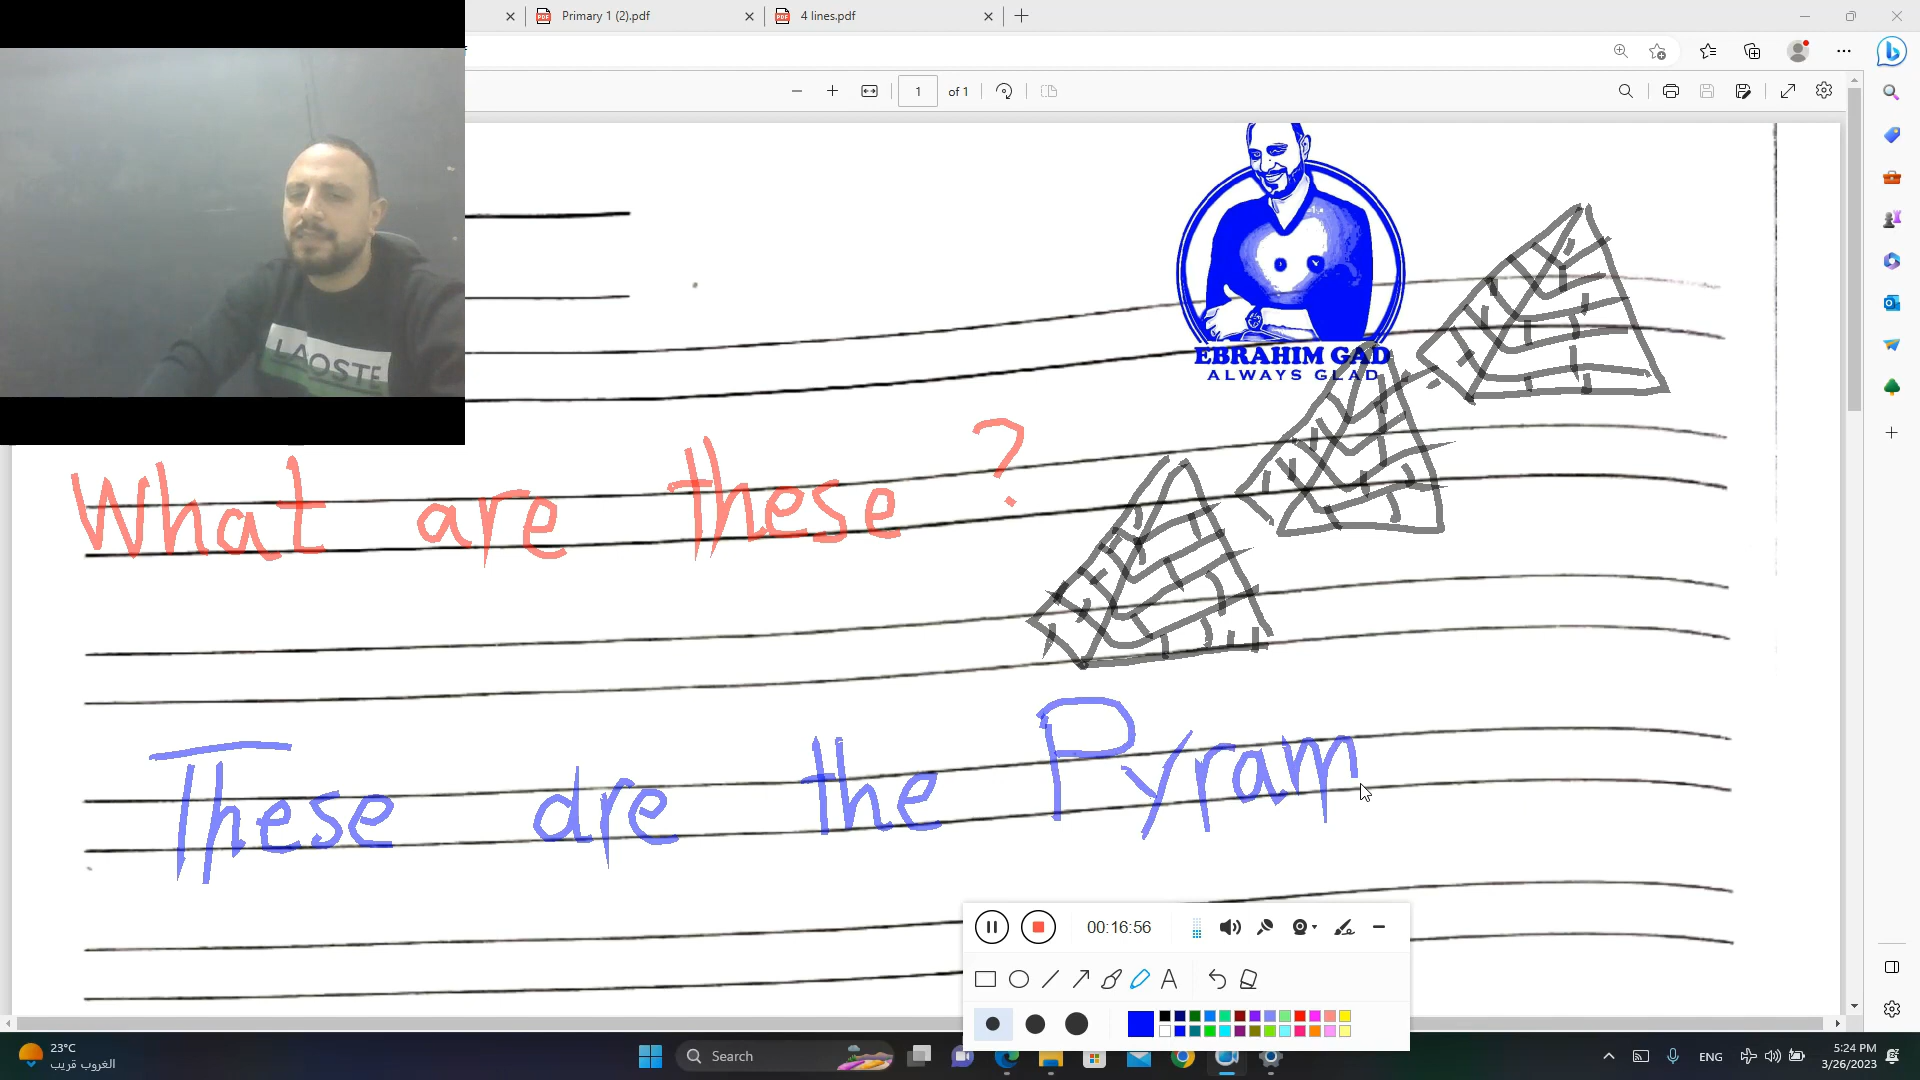 Primary 1 (2).pdf
4 lines.pdf
1 of 1
LACOSTE
EBRAHIM GAD
ALWAYS GLAD
What are these ?
These are the Pyram
00:16:56
A
23°C
الغروب قريب
Search
ENG
5:24 PM
3/26/2023